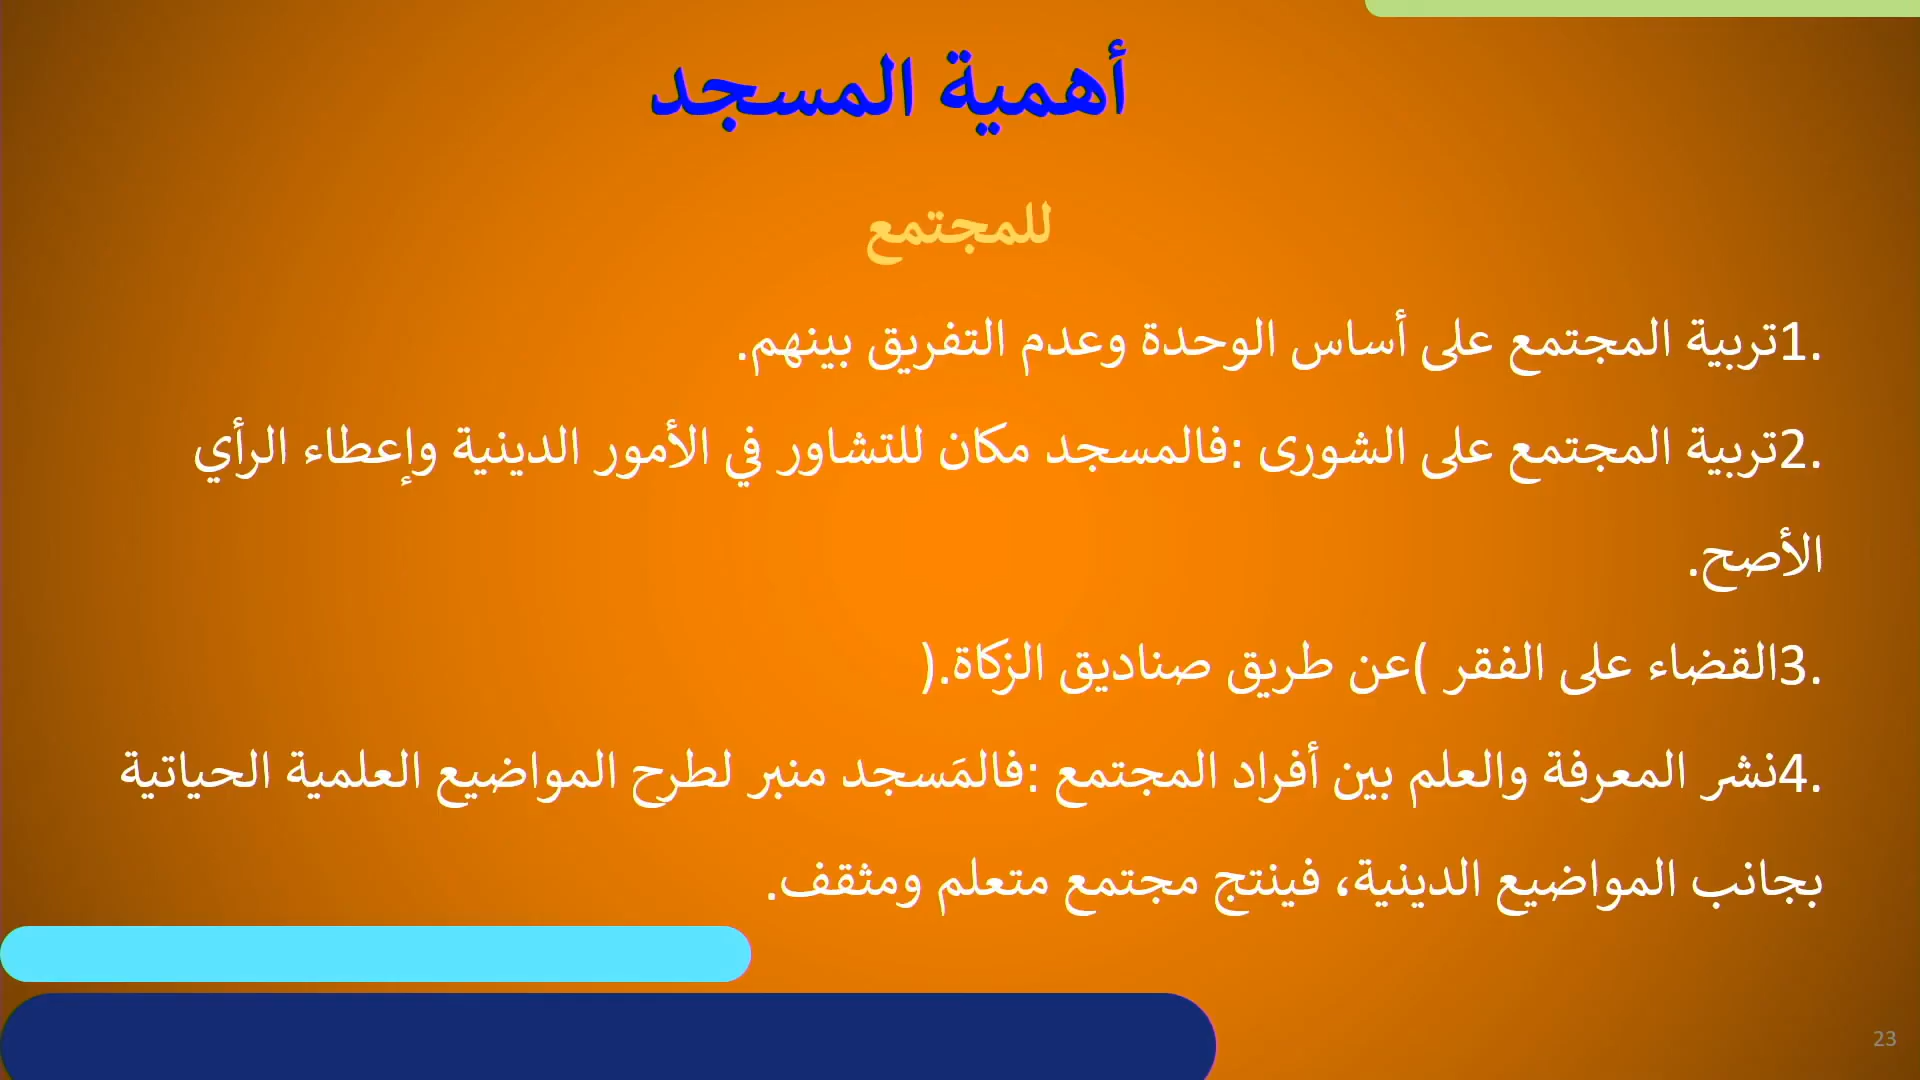 أهمية المسجد
للمجتمع
.1تربية المجتمع على أساس الوحدة وعدم التفريق بينهم.
.2تربية المجتمع على الشورى :فالمسجد مكان للتشاور في الأمور الدينية وإعطاء الرأي
الأصح.
.3القضاء على الفقر )عن طريق صناديق الزكاة.(
.4نشر المعرفة والعلم بين أفراد المجتمع :فالمَسجد منبر لطرح المواضيع العلمية الحياتية
بجانب المواضيع الدينية، فينتج مجتمع متعلم ومثقف.
23